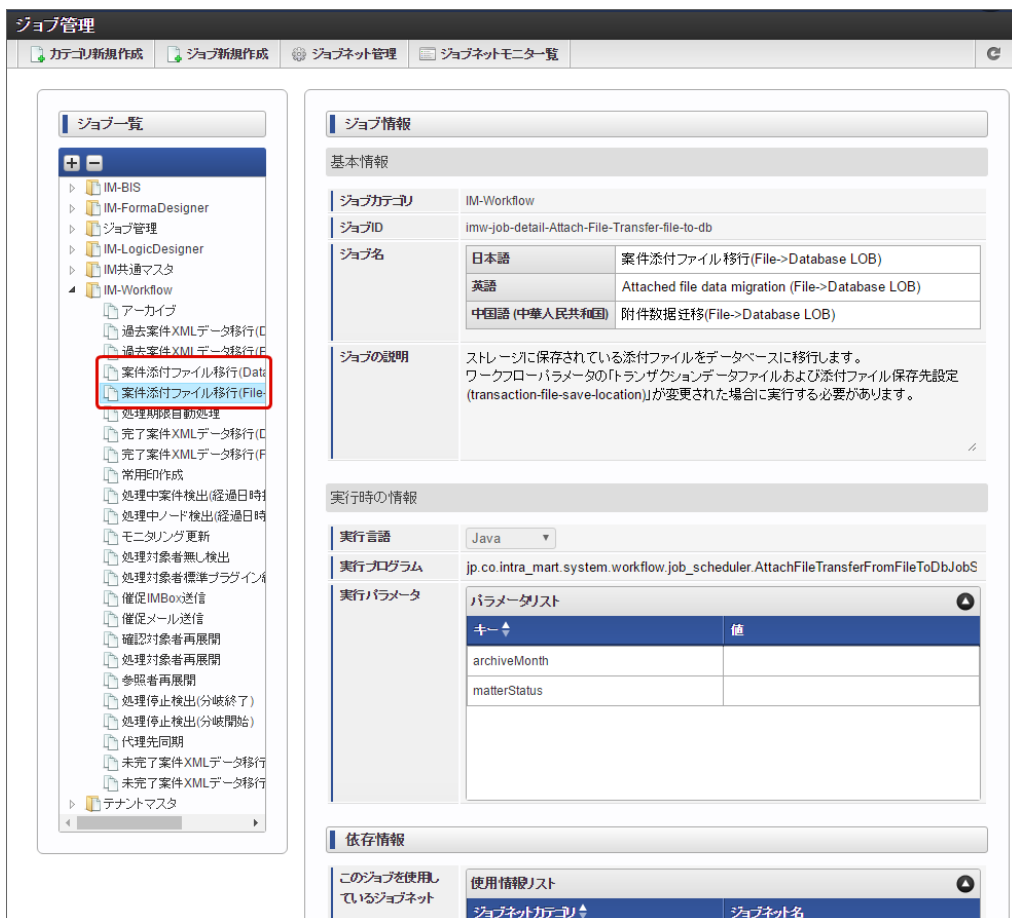 ジョブ管理
カテゴリ新規作成 ジョブ新規作成 ジョブネット管理 ジョブネットモニター覧
ジョブ一覧
IM-BIS
IM-FormaDesigner
ジョブ管理
IM-LogicDesigner
IM共通マスタ
IM-Workflow
アーカイブ
過去案件XMLデータ移行(D
過去案件XMLデータ移行(F
案件添付ファイル移行(Data
案件添付ファイル移行(File-
処理期限自動処理
完了案件XMLデータ移行(D
完了案件XMLデータ移行(F
常用印作成
処理中案件検出(経過日時
処理中ノード検出(経過日時
モニタリング更新
処理対象者無し検出
処理対象者標準プラグイン
催促IMBox送信
催促メール送信
確認対象者再展開
処理対象者再展開
参照者再展開
処理停止検出(分岐終了)
処理停止検出(分岐開始)
代理先同期
未完了案件XMLデータ移行
未完了案件XMLデータ移行
テナントマスタ
ジョブ情報
基本情報
ジョブカテゴリ IM-Workflow
ジョブID imw-job-detail-Attach-File-Transfer-file-to-db
ジョブ名
日本語 案件添付ファイル移行(File->Database LOB)
英語 Attached file data migration (File->Database LOB)
中国語 (中華人民共和国) 附件数据迁移(File->Database LOB)
ジョブの説明
ストレージに保存されている添付ファイルをデータベースに移行します。
ワークフローパラメータの「トランザクションデータファイルおよび添付ファイル保存先設定
(transaction-file-save-location)」が変更された場合に実行する必要があります。
実行時の情報
実行言語 Java
実行プログラム jp.co.intra_mart.system.workflow.job_scheduler.AttachFileTransferFromFileToDbJobS
実行パラメータ
パラメータリスト
キー 値
archiveMonth
matterStatus
依存情報
このジョブを使用し
ているジョブネット
使用情報リスト
ジョブネットカテゴリ ジョブネット名